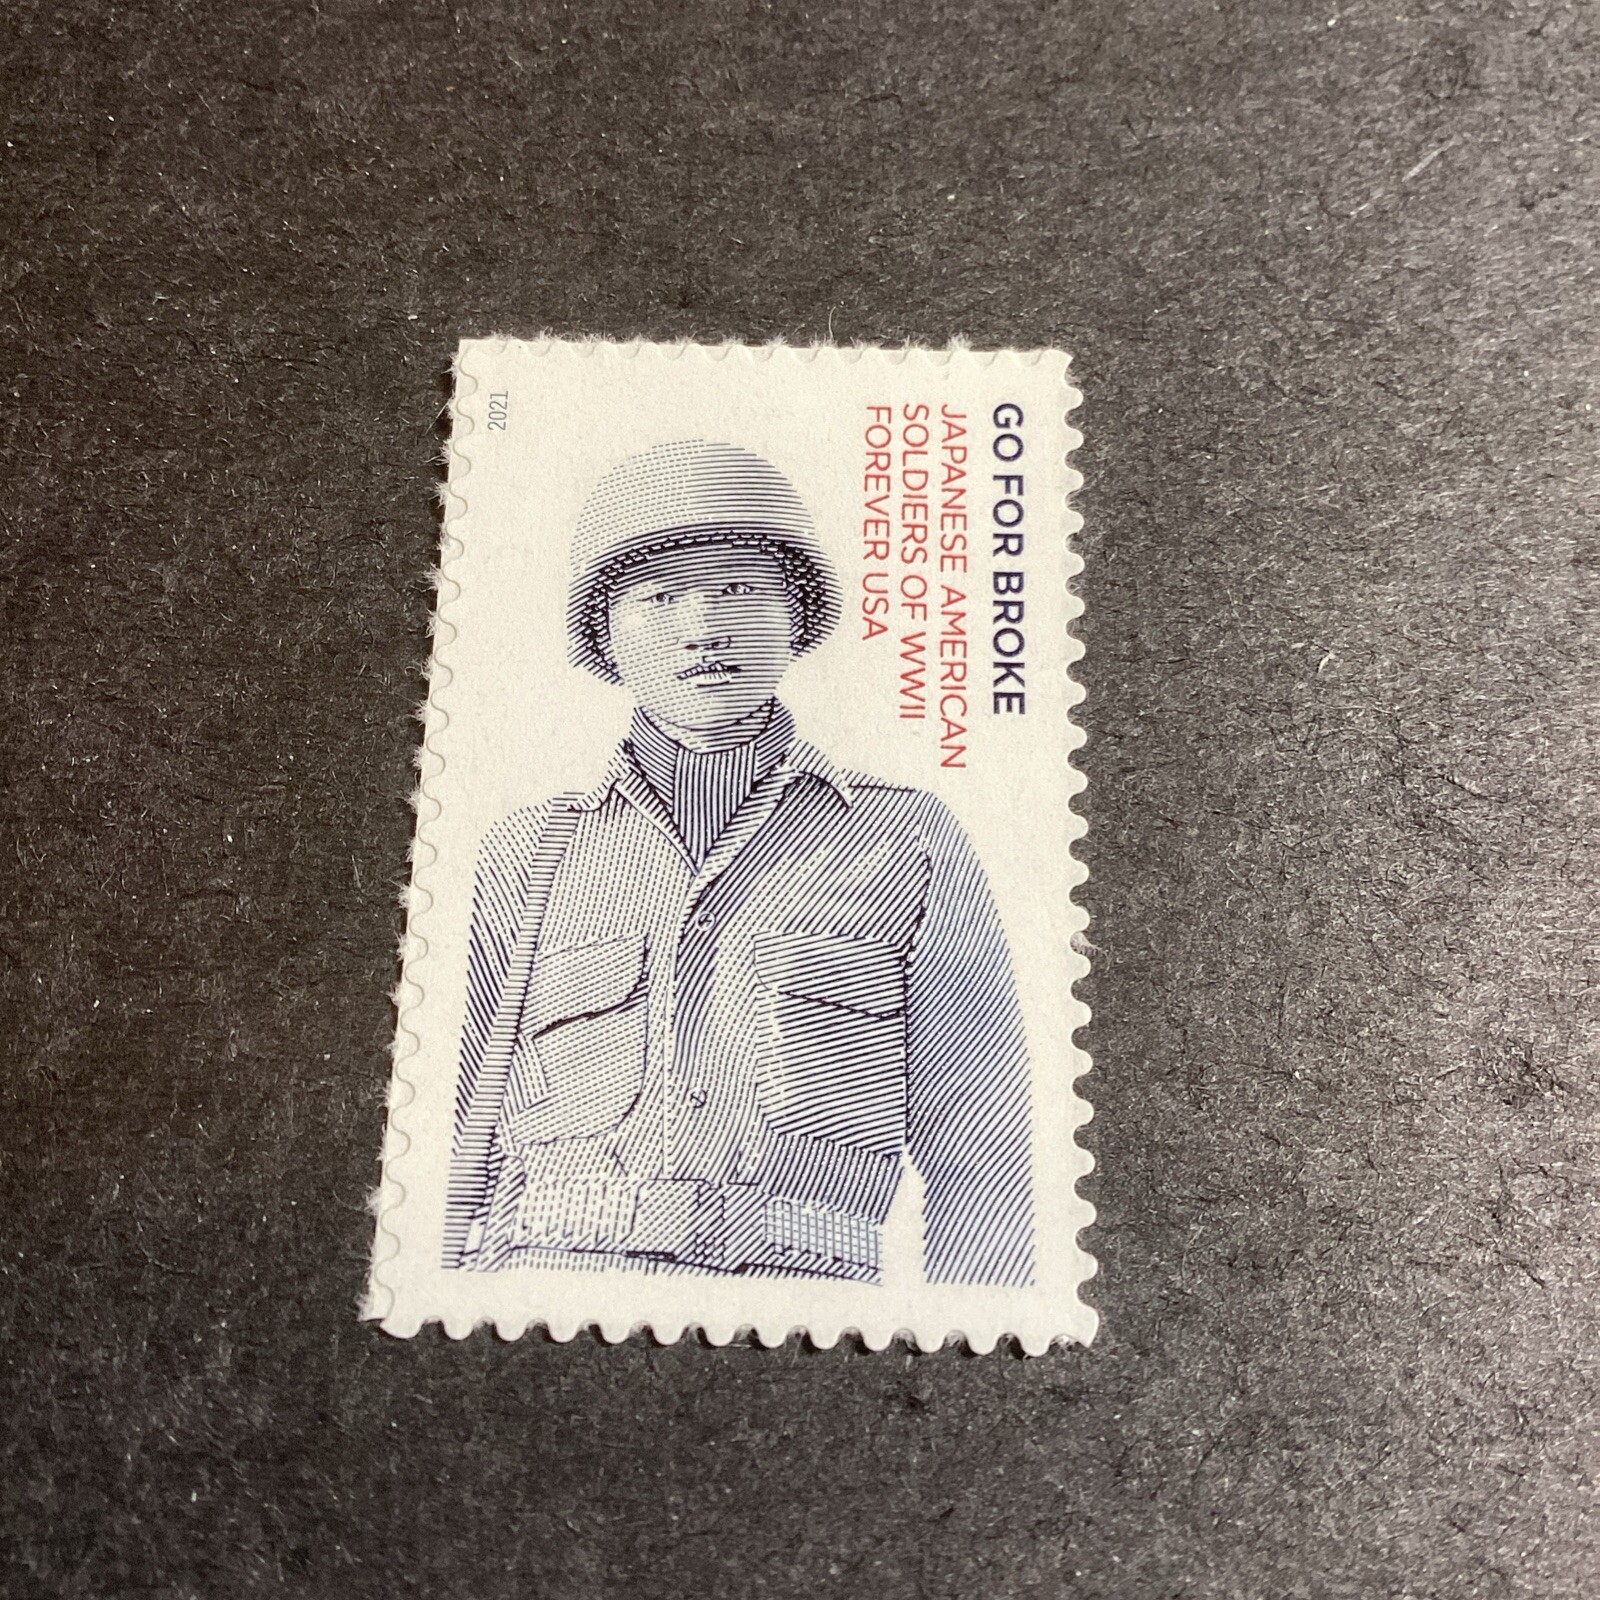 GO FOR BROKE
JAPANESE AMERICAN
SOLDIERS OF WWII
FOREVER USA
2021